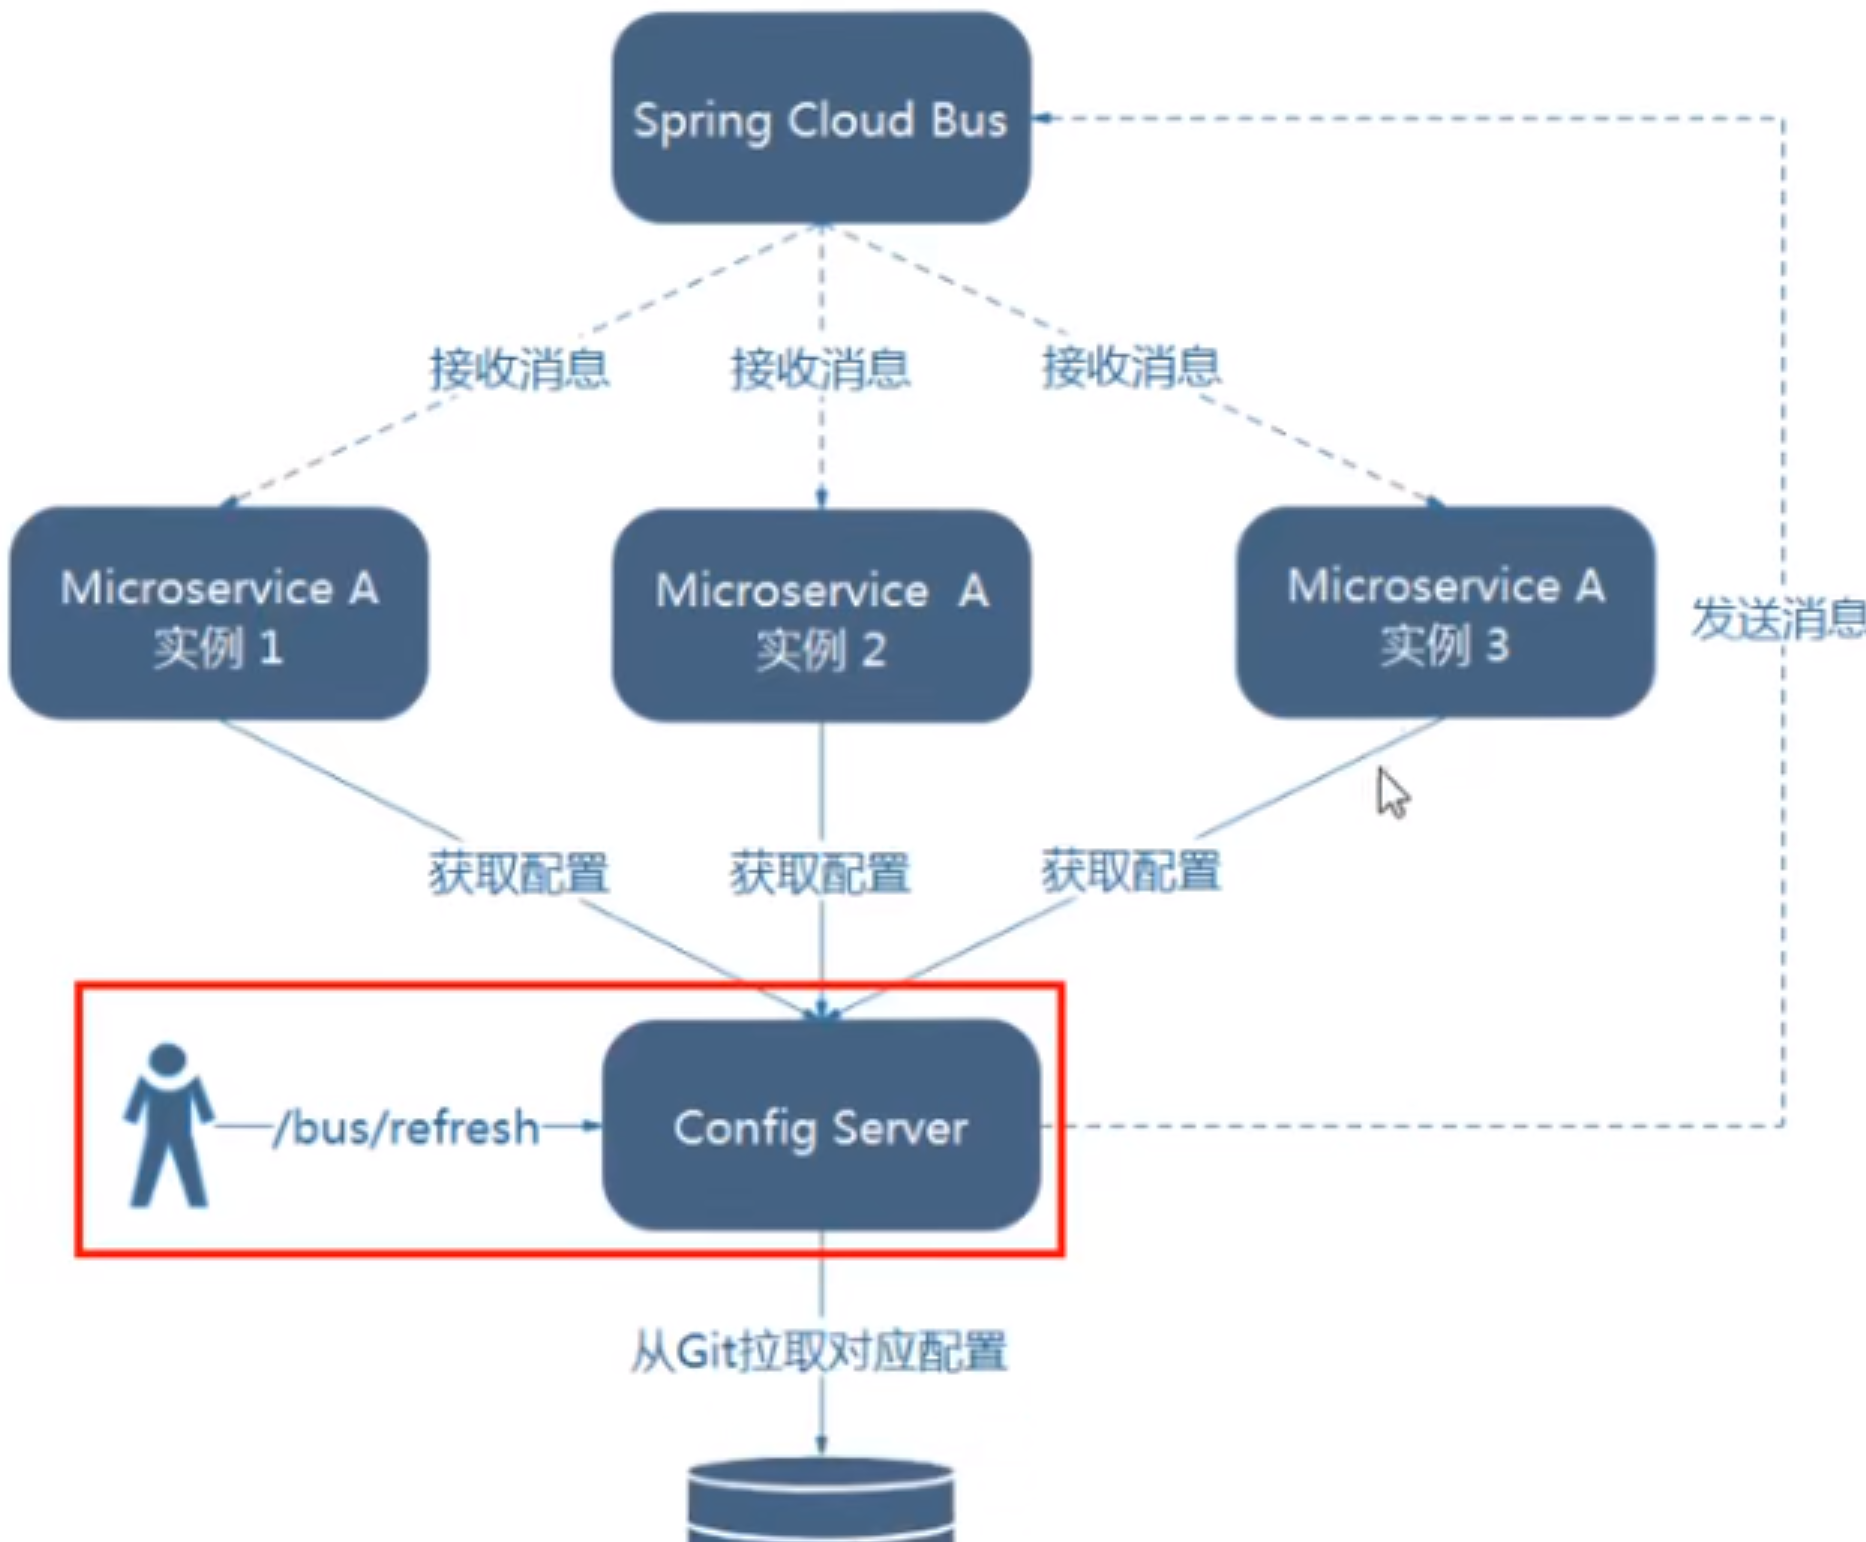 Spring Cloud Bus
接收消息
接收消息
接收消息
Microservice A
实例 1
Microservice A
实例 2
Microservice A
实例 3
发送消息
获取配置
获取配置
获取配置
/bus/refresh
Config Server
从Git拉取对应配置